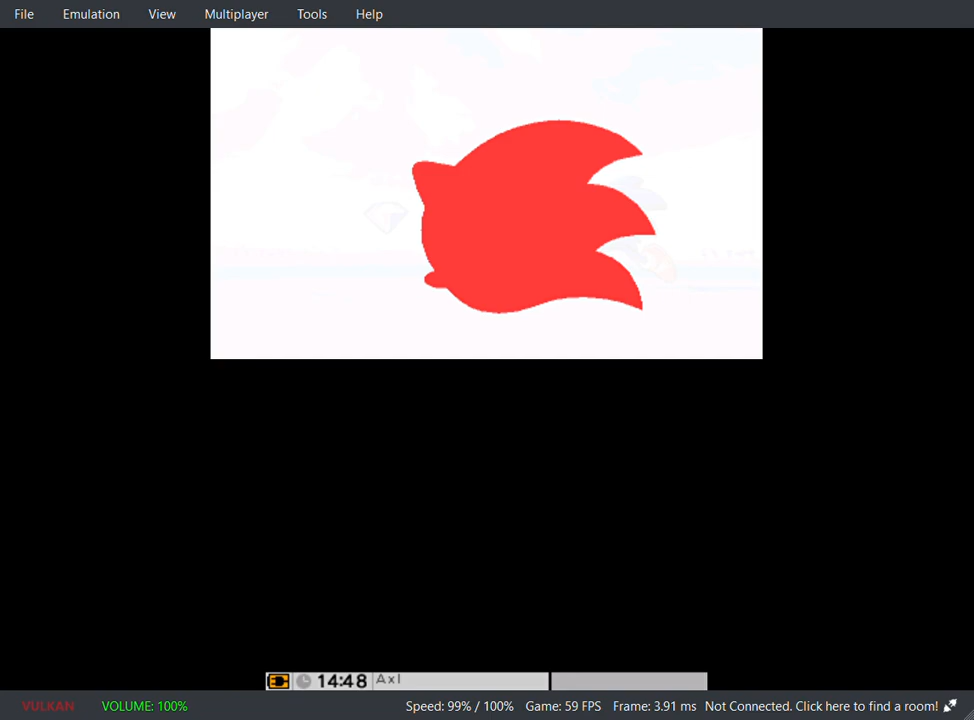 File Emulation View Multiplayer Tools Help
14:48 Axl
VULKAN VOLUME: 100% Speed: 99% / 100% Game: 59 FPS Frame: 3.91 ms Not Connected. Click here to find a room!